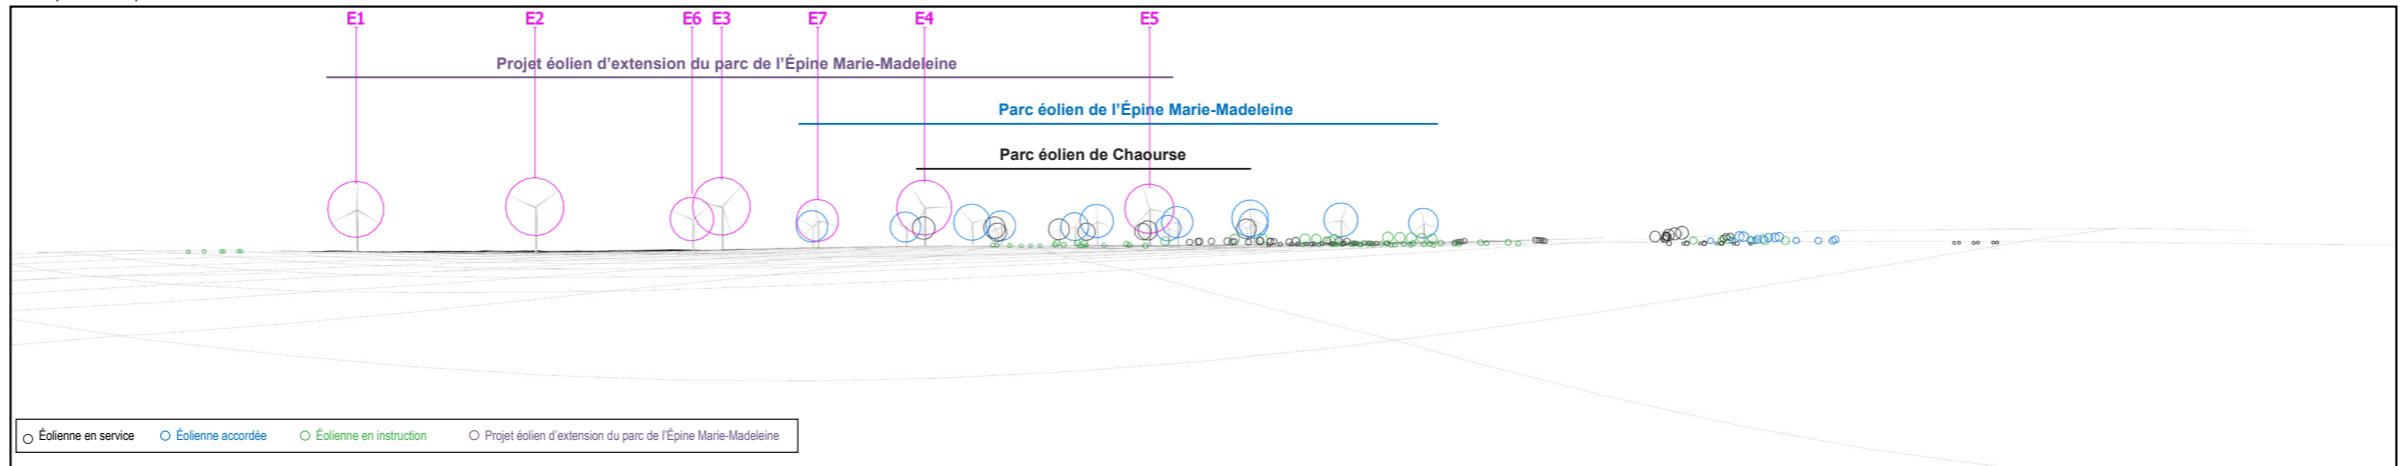 E1 E2 E6 E3 E7 E4 E5
Projet éolien d'extension du parc de l'Épine Marie-Madeleine
Parc éolien de l'Épine Marie-Madeleine
Parc éolien de Chaourse
Éolienne en service Éolienne accordée Éolienne en instruction Projet éolien d'extension du parc de l'Épine Marie-Madeleine